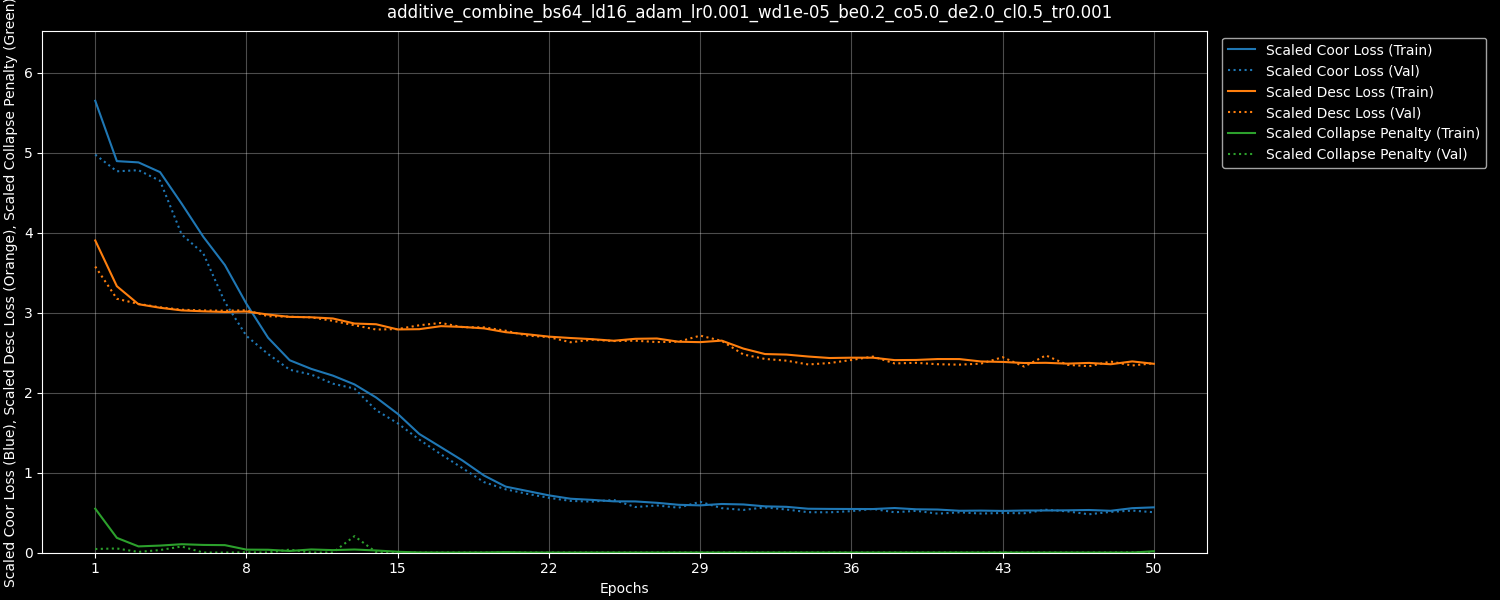 additive_combine_bs64_ld16_adam_lr0.001_wd1e-05_be0.2_co5.0_de2.0_cl0.5_tr0.001
Scaled Coor Loss (Blue), Scaled Desc Loss (Orange), Scaled Collapse Penalty (Green)
6
5
4
3
2
1
0
1 8 15 22 29 36 43 50
Epochs
Scaled Coor Loss (Train)
Scaled Coor Loss (Val)
Scaled Desc Loss (Train)
Scaled Desc Loss (Val)
Scaled Collapse Penalty (Train)
Scaled Collapse Penalty (Val)